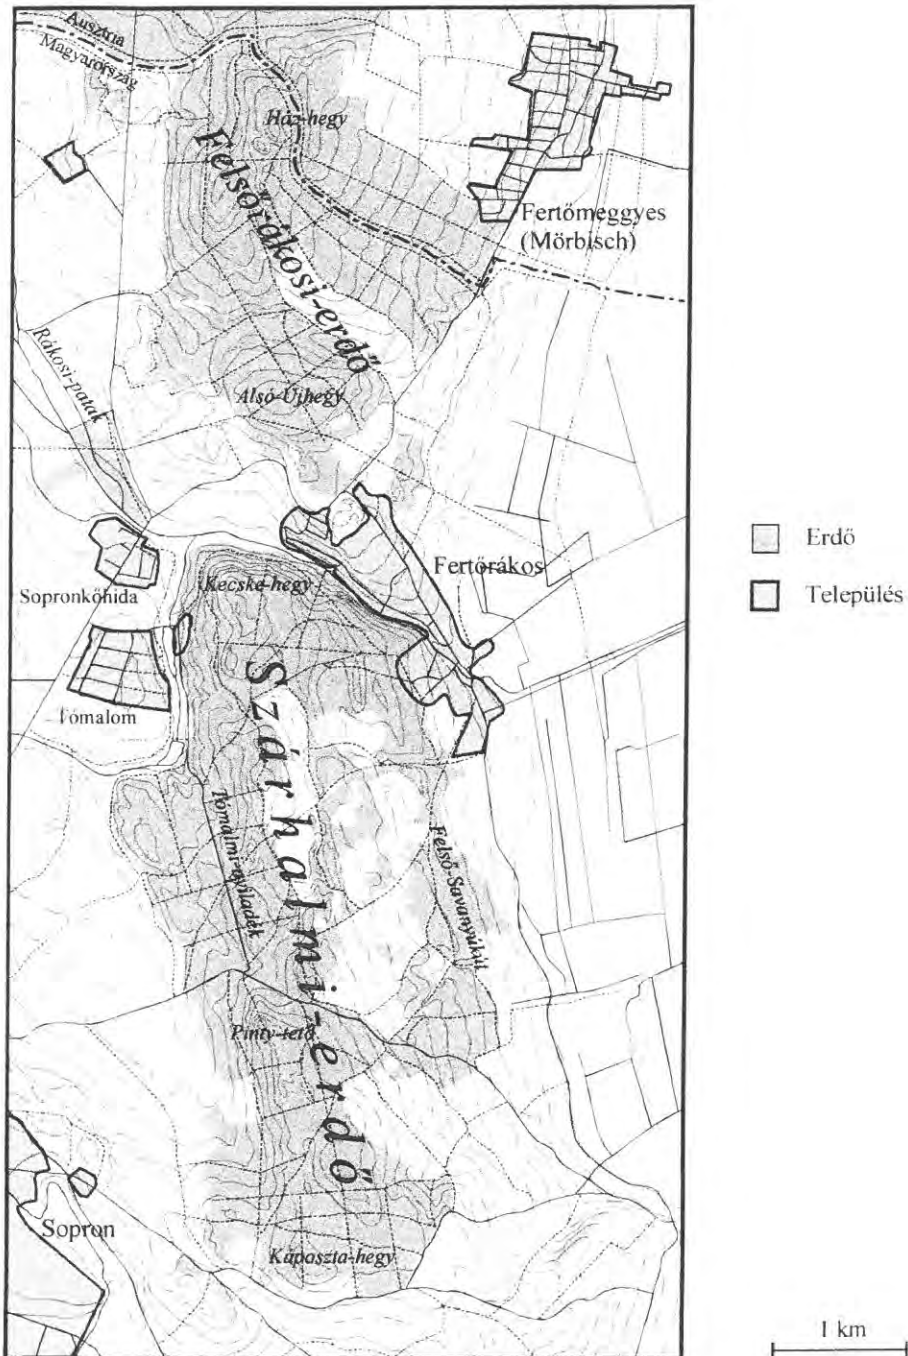 Ausztria
Magyarország
Ház-hegy
Felsőrákosi-erdő
Fertőmeggyes
(Mörbisch)
Rákosi-patak
Alsó-Újhegy
Fertőrákos
Kecske-hegy
Sopronkőhida
Tómalom
Szárhalmi-erdő
Tómalmi-nyiladék
Felső-Savanyúkút
Pinty-tető
Sopron
Káposzta-hegy
Erdő
Település
1 km